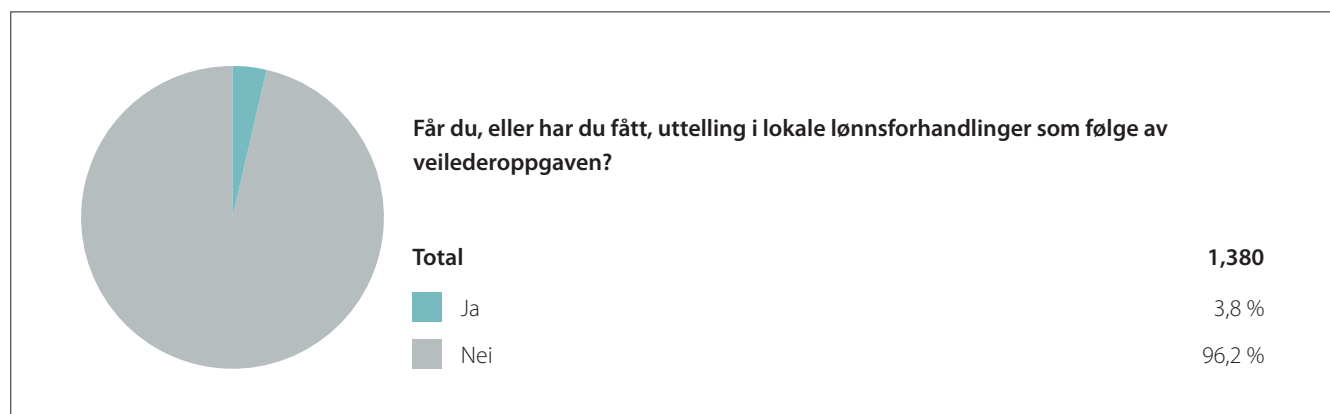 Får du, eller har du fått, uttelling i lokale lønnsforhandlinger som følge av
veilederoppgaven?
Total 1,380
Ja 3,8 %
Nei 96,2 %